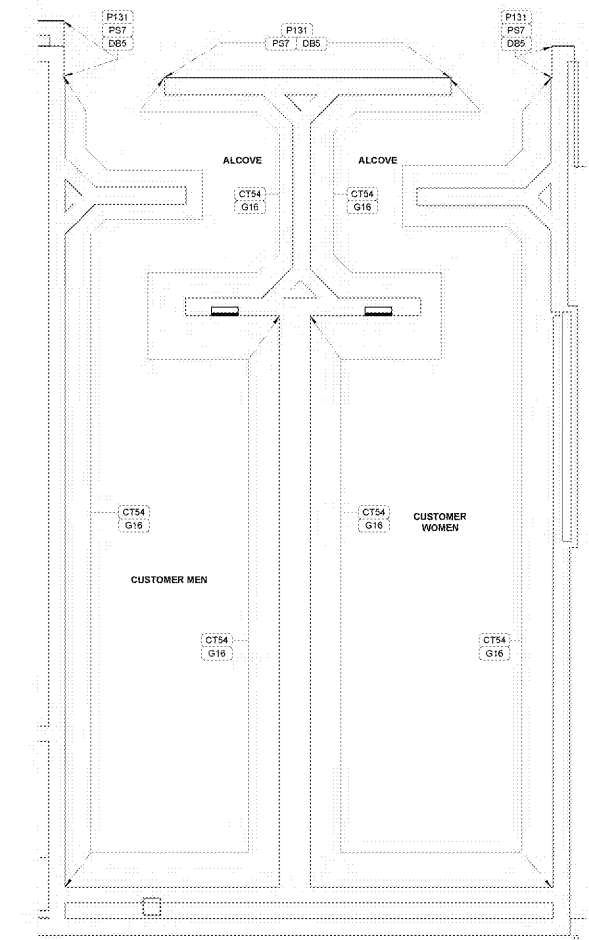 P131
PS7
DB5
P131
PS7 DB5
P131
PS7
DB5
ALCOVE
ALCOVE
CT54
G16
CT54
G16
CT54
G16
CT54
G16
CUSTOMER
WOMEN
CUSTOMER MEN
CT54
G16
CT54
G16